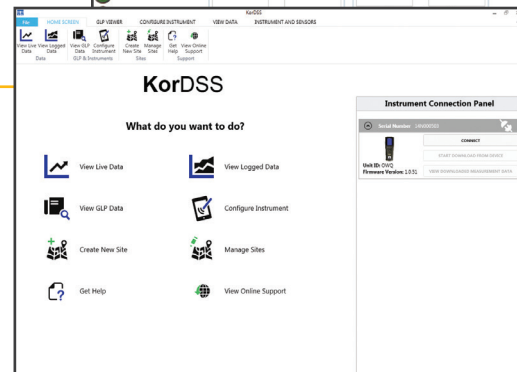 KorDSS
File HOME SCREEN GLP VIEWER CONFIGURE INSTRUMENT VIEW DATA INSTRUMENT AND SENSORS
View Live Data View Logged Data View GLP Data Configure Instrument Create New Site Manage Sites Get Help View Online Support
Data GLP & Instruments Sites Support
KorDSS
What do you want to do?
View Live Data View Logged Data
View GLP Data Configure Instrument
Create New Site Manage Sites
Get Help View Online Support
Instrument Connection Panel
Serial Number
CONNECT
START DOWNLOAD FROM DEVICE
VIEW DOWNLOADED MEASUREMENT DATA
Unit ID: OWQ
Firmware Version: 1.0.51